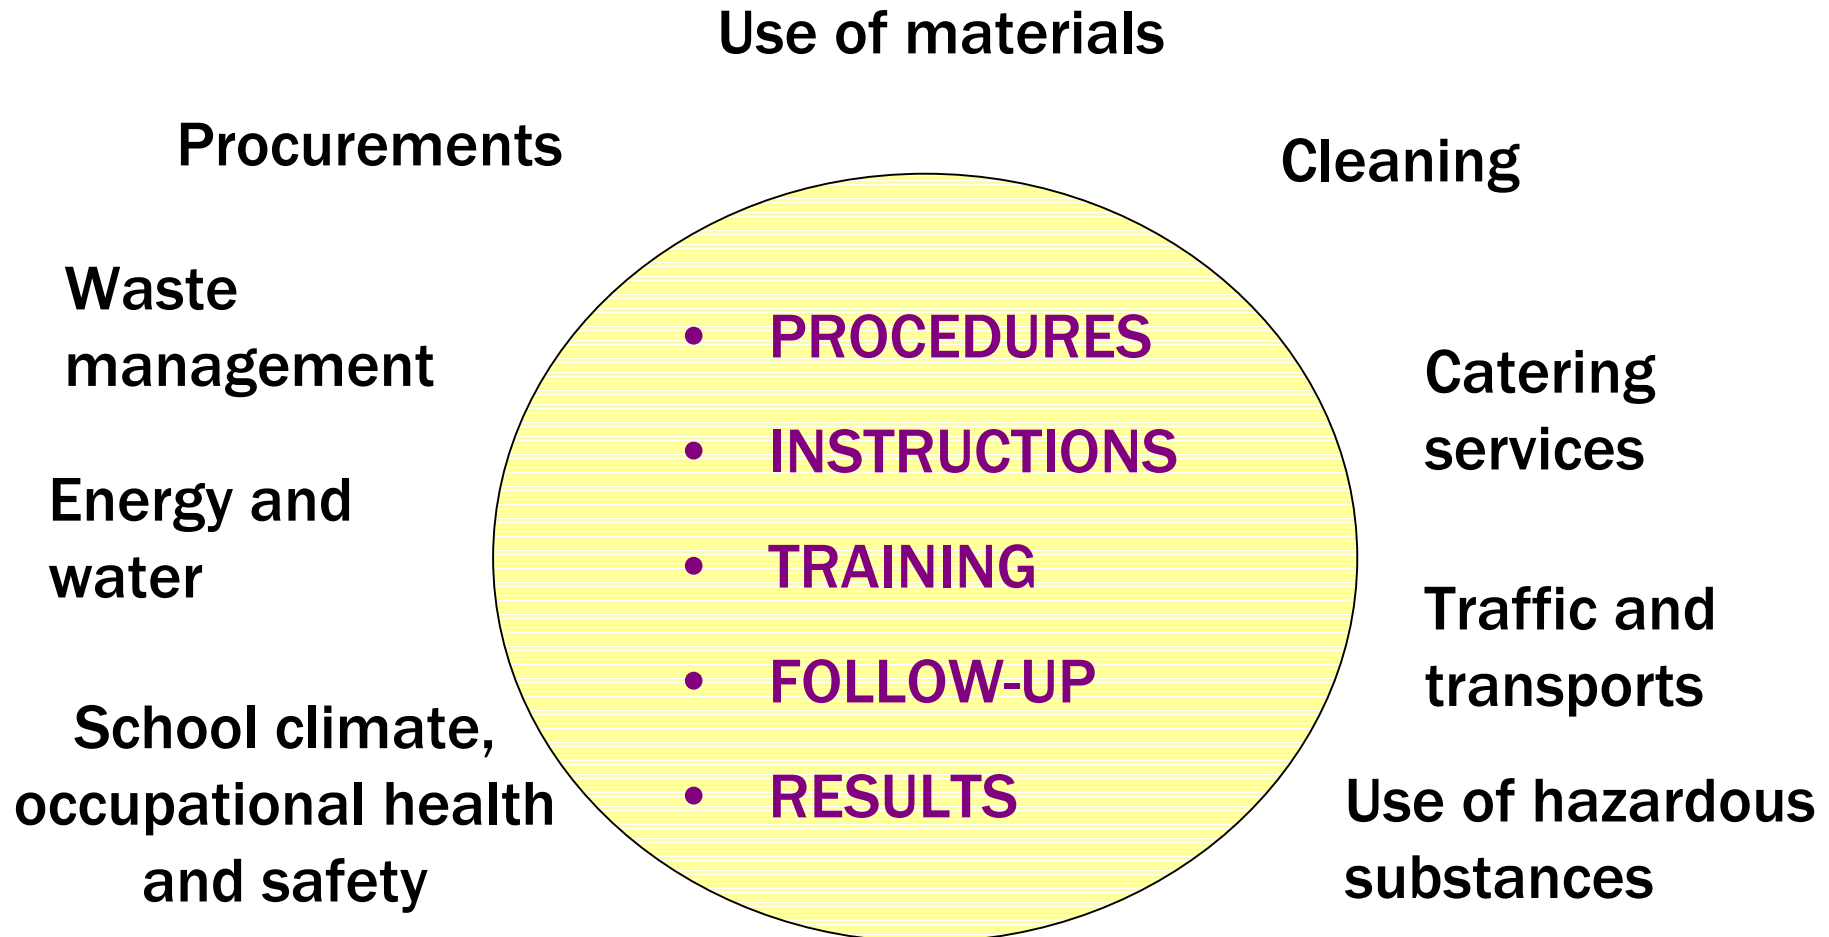 Use of materials
Procurements
Cleaning
Waste
management
Energy and
water
School climate,
occupational health
and safety
• PROCEDURES
• INSTRUCTIONS
• TRAINING
• FOLLOW-UP
• RESULTS
Catering
services
Traffic and
transports
Use of hazardous
substances